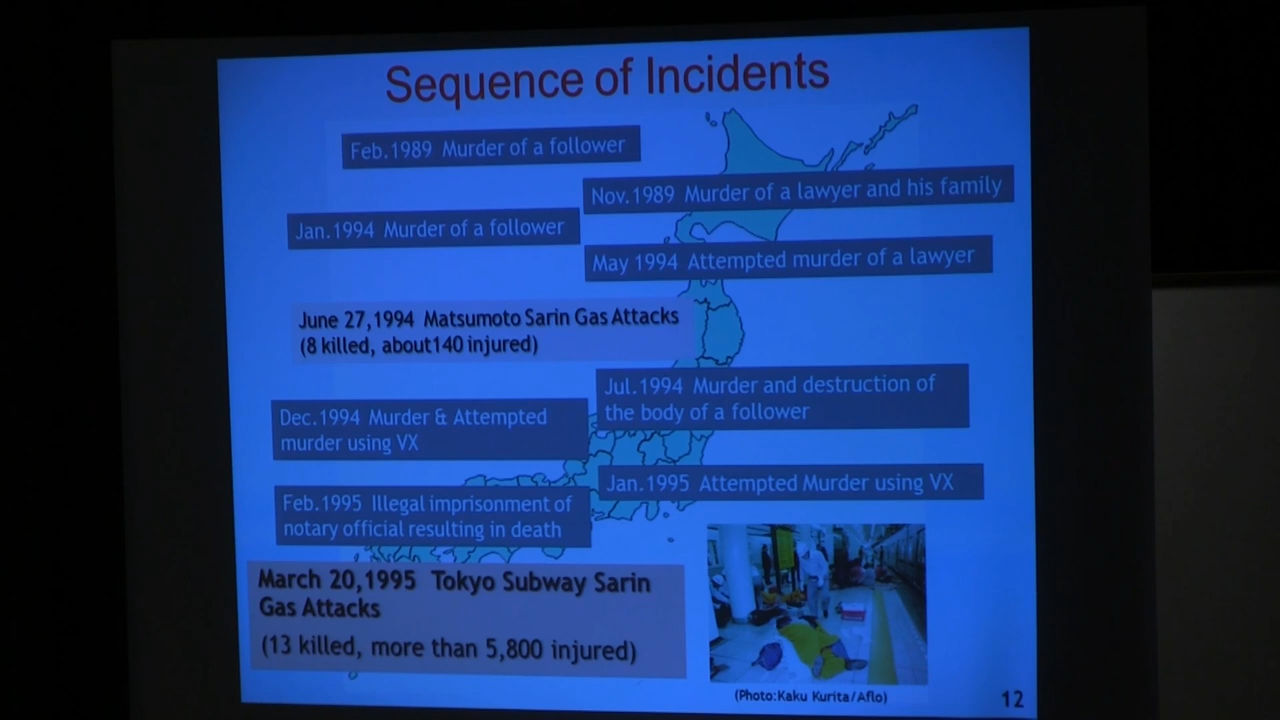 Sequence of Incidents
Feb.1989 Murder of a follower
Nov.1989 Murder of a lawyer and his family
Jan.1994 Murder of a follower
May 1994 Attempted murder of a lawyer
June 27,1994 Matsumoto Sarin Gas Attacks
(8 killed, about140 injured)
Jul.1994 Murder and destruction of
the body of a follower
Dec.1994 Murder & Attempted
murder using VX
Jan.1995 Attempted Murder using VX
Feb.1995 Illegal imprisonment of
notary official resulting in death
March 20,1995 Tokyo Subway Sarin
Gas Attacks
(13 killed, more than 5,800 injured)
(Photo:Kaku Kurita/Aflo)
12